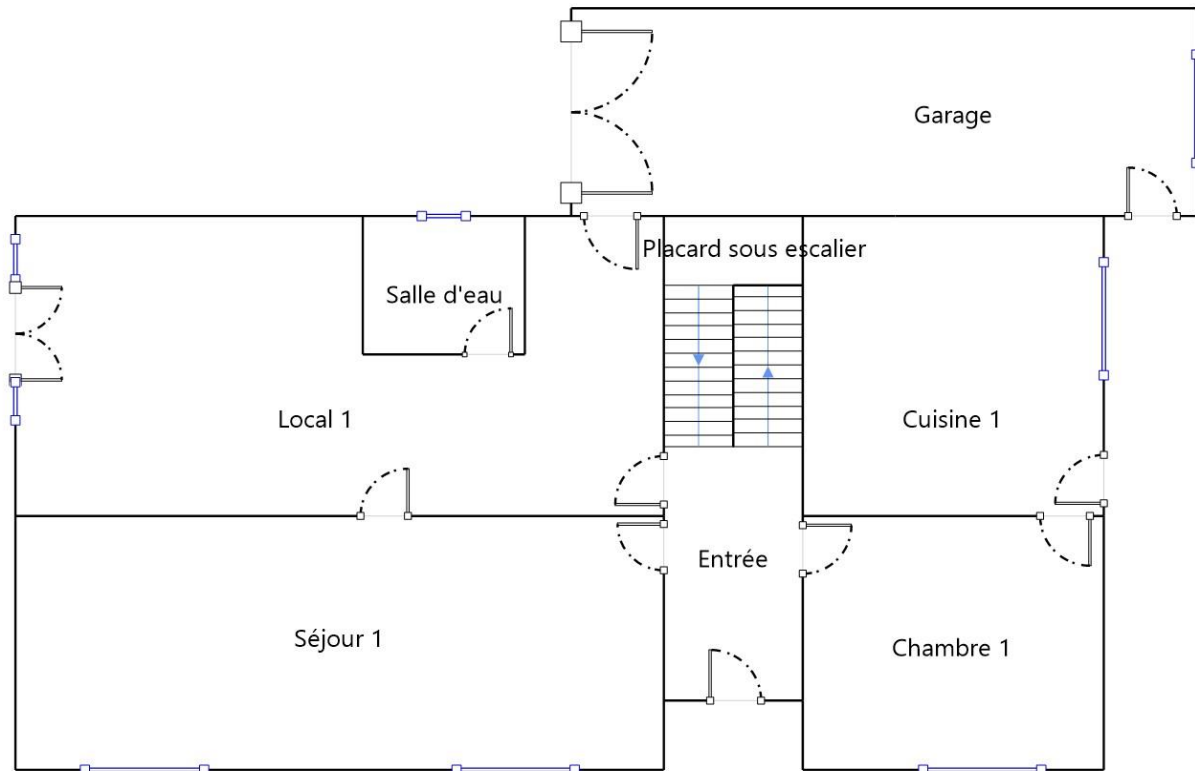 Garage
Placard sous escalier
Salle d'eau
Local 1
Cuisine 1
Entrée
Séjour 1
Chambre 1